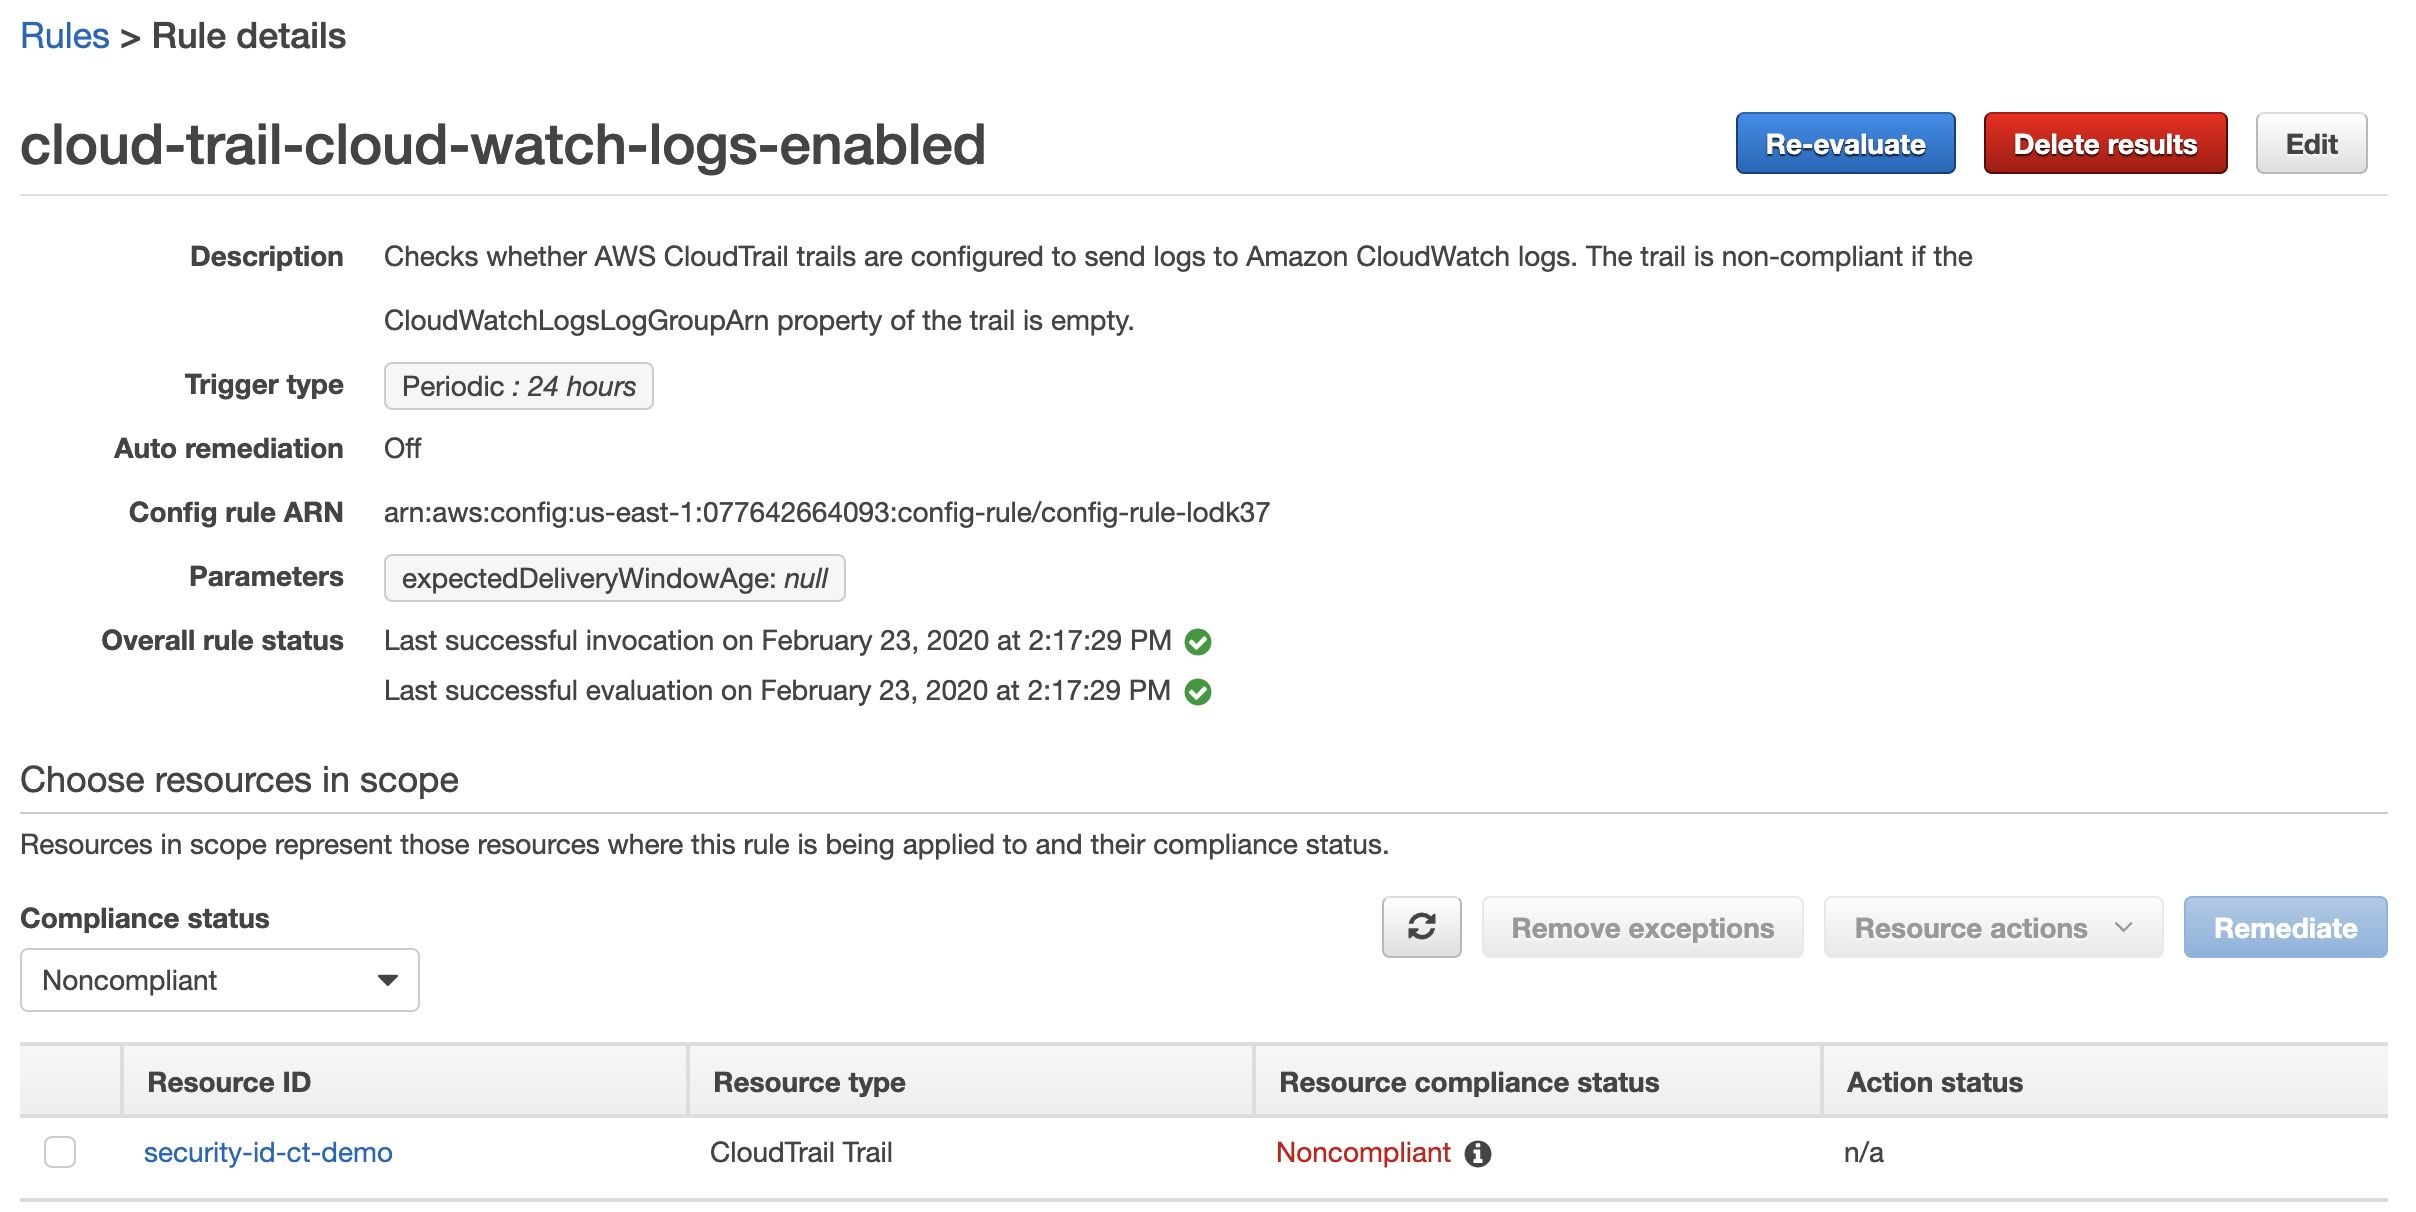 Rules > Rule details
cloud-trail-cloud-watch-logs-enabled
Re-evaluate
Delete results
Edit
Description
Checks whether AWS CloudTrail trails are configured to send logs to Amazon CloudWatch logs. The trail is non-compliant if the
CloudWatchLogsLogGroupArn property of the trail is empty.
Trigger type
Periodic : 24 hours
Auto remediation
Off
Config rule ARN
arn:aws:config:us-east-1:077642664093:config-rule/config-rule-lodk37
Parameters
expectedDeliveryWindowAge: null
Overall rule status
Last successful invocation on February 23, 2020 at 2:17:29 PM
Last successful evaluation on February 23, 2020 at 2:17:29 PM
Choose resources in scope
Resources in scope represent those resources where this rule is being applied to and their compliance status.
Compliance status
Noncompliant
Remove exceptions
Resource actions
Remediate
Resource ID
Resource type
Resource compliance status
Action status
security-id-ct-demo
CloudTrail Trail
Noncompliant
n/a